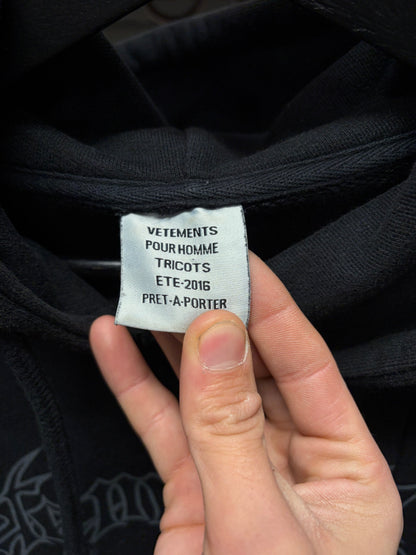 VETEMENTS
POUR HOMME
TRICOTS
ETE-2016
PRET-A-PORTER